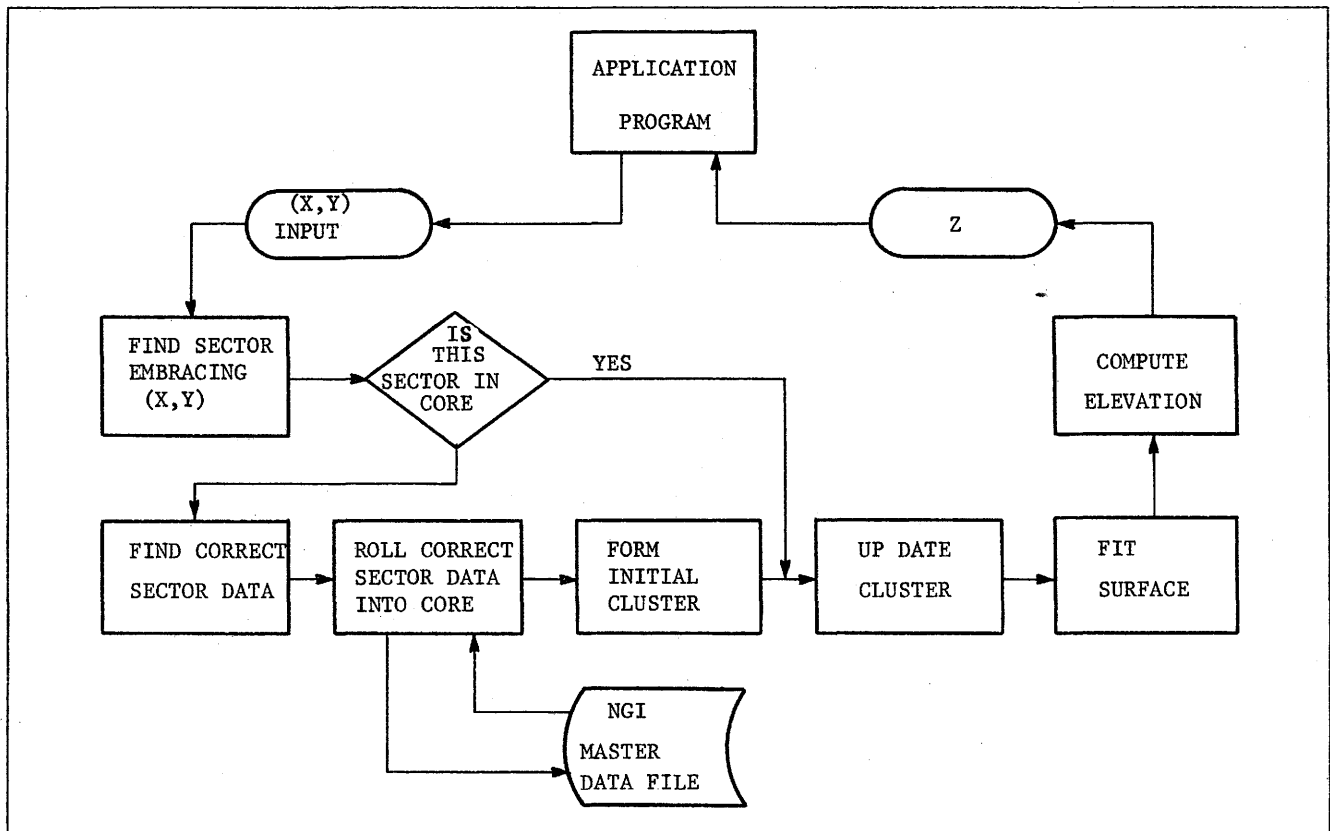 APPLICATION
PROGRAM
(X,Y)
INPUT
Z
FIND SECTOR
EMBRACING
(X,Y)
IS
THIS
SECTOR IN
CORE
YES
COMPUTE
ELEVATION
FIND CORRECT
SECTOR DATA
ROLL CORRECT
SECTOR DATA
INTO CORE
FORM
INITIAL
CLUSTER
UP DATE
CLUSTER
FIT
SURFACE
NGI
MASTER
DATA FILE